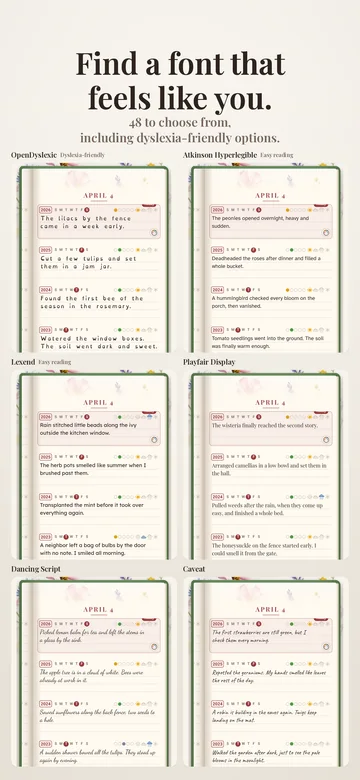 Find a font that
feels like you.
48 to choose from,
including dyslexia-friendly options.
OpenDyslexic Dyslexia-friendly
APRIL 4
2026 S M T W T F S
The lilacs by the fence
came in a week early.
2025 S M T W T F S
Cut a few tulips and set
them in a jam jar.
2024 S M T W T F S
Found the first bee of the
season in the rosemary.
2023 S M T W T F S
Watered the window boxes.
The soil went dark and sweet.
Atkinson Hyperlegible Easy reading
APRIL 4
2026 S M T W T F S
The peonies opened overnight, heavy and
sudden.
2025 S M T W T F S
Deadheaded the roses after dinner and filled a
whole bucket.
2024 S M T W T F S
A hummingbird checked every bloom on the
porch, then vanished.
2023 S M T W T F S
Tomato seedlings went into the ground. The soil
was finally warm enough.
Lexend Easy reading
APRIL 4
2026 S M T W T F S
Rain stitched little beads along the ivy
outside the kitchen window.
2025 S M T W T F S
The herb pots smelled like summer when I
brushed past them.
2024 S M T W T F S
Transplanted the mint before it took over
everything again.
2023 S M T W T F S
A neighbor left a bag of bulbs by the door
with no note. I smiled all morning.
Playfair Display
APRIL 4
2026 S M T W T F S
The wisteria finally reached the second story.
2025 S M T W T F S
Arranged camellias in a low bowl and set them in
the hall.
2024 S M T W T F S
Pulled weeds after the rain, when they come up
easy, and finished a whole bed.
2023 S M T W T F S
The honeysuckle on the fence started early. I
could smell it from the gate.
Dancing Script
APRIL 4
2026 S M T W T F S
Picked lemon balm for tea and left the stems in
a glass by the sink.
2025 S M T W T F S
The apple tree is in a cloud of white. Bees were
already at work in it.
2024 S M T W T F S
Sowed sunflowers along the back fence, two seeds to
a hole.
2023 S M T W T F S
A sudden shower bowed all the tulips. They stood up
again by evening.
Caveat
APRIL 4
2026 S M T W T F S
The first strawberries are still green, but I
check them every morning.
2025 S M T W T F S
Repotted the geraniums. My hands smelled like leaves
the rest of the day.
2024 S M T W T F S
A robin is building in the eaves again. Twigs keep
landing on the mat.
2023 S M T W T F S
Walked the garden after dark, just to see the pale
blooms in the moonlight.